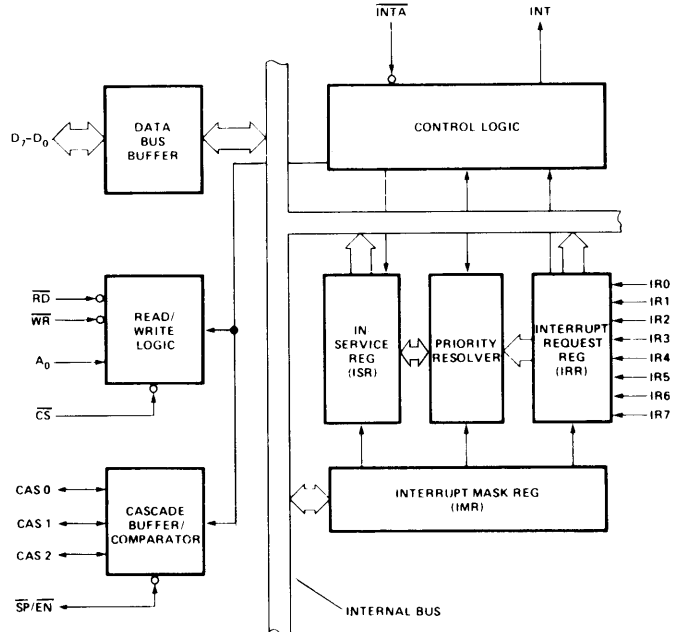 INTA
INT
D7-D0
DATA
BUS
BUFFER
CONTROL LOGIC
RD
WR
A0
CS
READ/
WRITE
LOGIC
IN
SERVICE
REG
(ISR)
PRIORITY
RESOLVER
INTERRUPT
REQUEST
REG
(IRR)
IR0
IR1
IR2
IR3
IR4
IR5
IR6
IR7
CAS 0
CAS 1
CAS 2
CASCADE
BUFFER/
COMPARATOR
SP/EN
INTERRUPT MASK REG
(IMR)
INTERNAL BUS